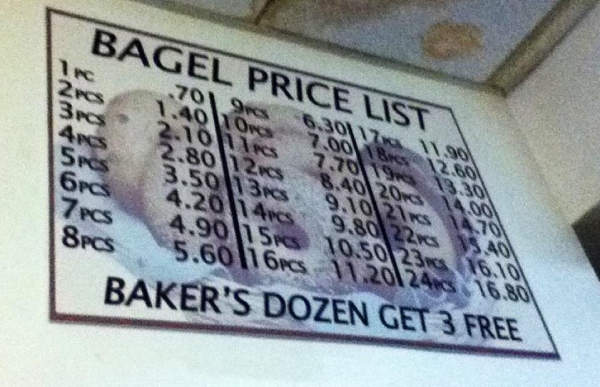 BAGEL PRICE LIST
1PC .70
2PCS 1.40
3PCS 2.10
4PCS 2.80
5PCS 3.50
6PCS 4.20
7PCS 4.90
8PCS 5.60
9PCS 6.30
10PCS 7.00
11PCS 7.70
12PCS 8.40
13PCS 9.10
14PCS 9.80
15PCS 10.50
16PCS 11.20
17PCS 11.90
18PCS 12.60
19PCS 13.30
20PCS 14.00
21PCS 14.70
22PCS 15.40
23PCS 16.10
24PCS 16.80
BAKER'S DOZEN GET 3 FREE